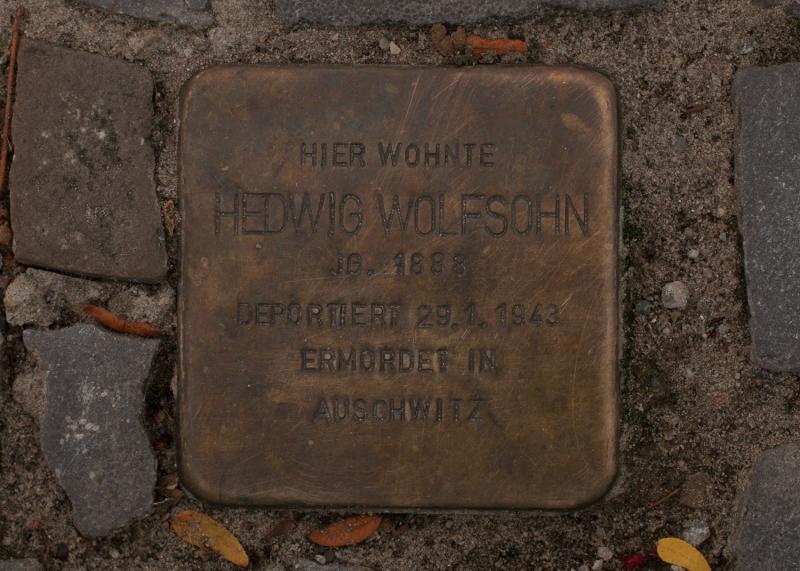 HIER WOHNTE
HEDWIG WOLFSOHN
JG. 1888
DEPORTIERT 29.1.1943
ERMORDET IN
AUSCHWITZ